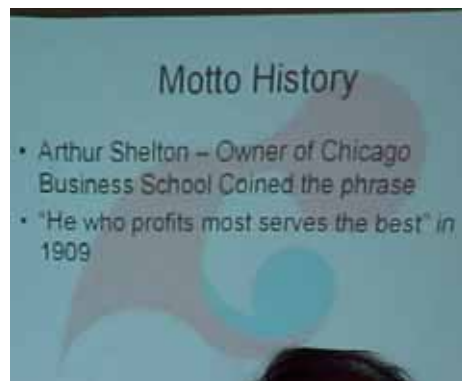 Motto History
• Arthur Shelton – Owner of Chicago
Business School Coined the phrase
• "He who profits most serves the best" in
1909